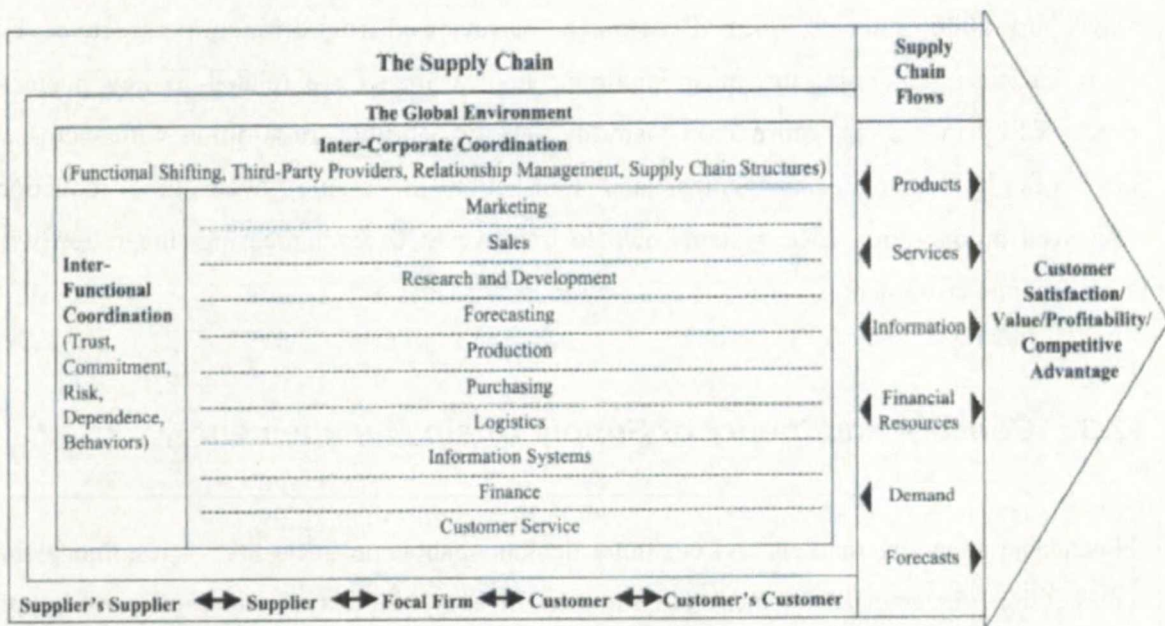 The Supply Chain
The Global Environment
Inter-Corporate Coordination
(Functional Shifting, Third-Party Providers, Relationship Management, Supply Chain Structures)
Inter-
Functional
Coordination
(Trust,
Commitment,
Risk,
Dependence,
Behaviors)
Marketing
Sales
Research and Development
Forecasting
Production
Purchasing
Logistics
Information Systems
Finance
Customer Service
Supplier's Supplier Supplier Focal Firm Customer Customer's Customer
Supply
Chain
Flows
Products
Services
Information
Financial
Resources
Demand
Forecasts
Customer
Satisfaction/
Value/Profitability/
Competitive
Advantage